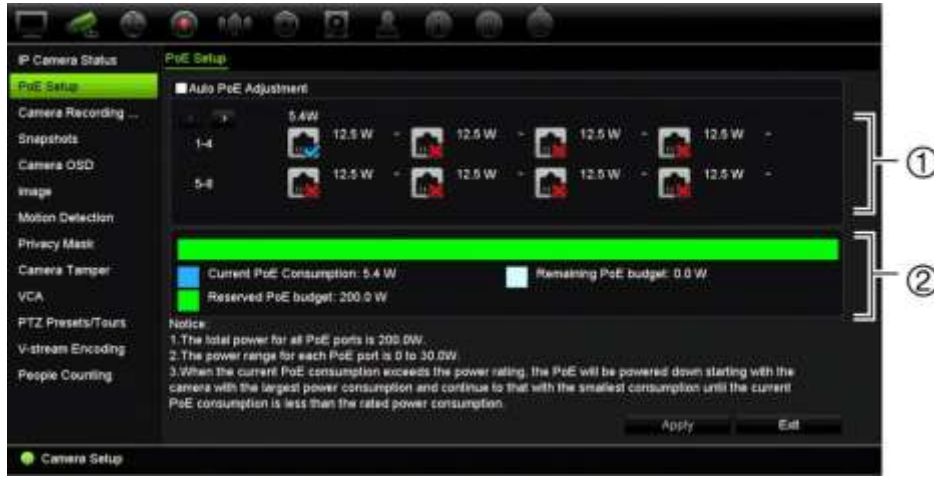 IP Camera Status
PoE Setup
PoE Setup
Auto PoE Adjustment
Camera Recording ...
Snapshots
Camera OSD
Image
Motion Detection
Privacy Mask
Camera Tamper
VCA
PTZ Presets/Tours
V-stream Encoding
People Counting
5.4W
1-4 12.5 W - 12.5 W - 12.5 W - 12.5 W -
5-8 12.5 W - 12.5 W - 12.5 W - 12.5 W -
①
Current PoE Consumption: 5.4 W Remaining PoE budget: 0.0 W
Reserved PoE budget: 200.0 W
②
Notice:
1.The total power for all PoE ports is 200.0W.
2.The power range for each PoE port is 0 to 30.0W.
3.When the current PoE consumption exceeds the power rating, the PoE will be powered down starting with the
camera with the largest power consumption and continue to that with the smallest consumption until the current
PoE consumption is less than the rated power consumption.
Apply Exit
Camera Setup